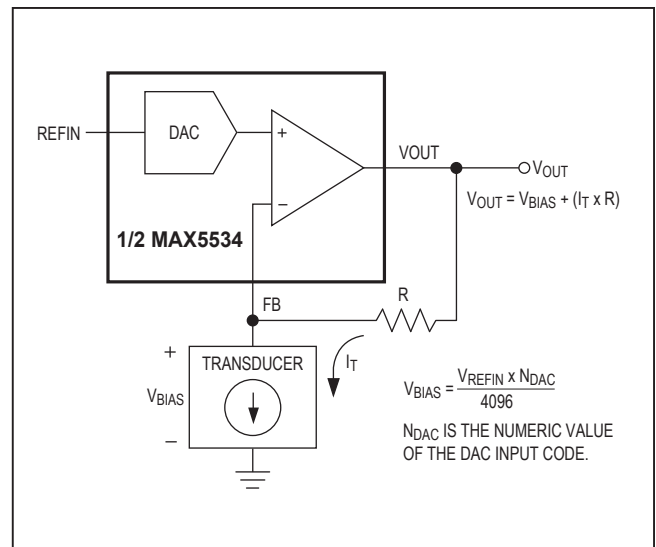 REFIN
DAC
+
−
VOUT
V_OUT
V_OUT = V_BIAS + (I_T x R)
1/2 MAX5534
FB
R
+
TRANSDUCER
I_T
V_BIAS
−
V_BIAS = V_REFIN x N_DAC
4096
N_DAC IS THE NUMERIC VALUE
OF THE DAC INPUT CODE.